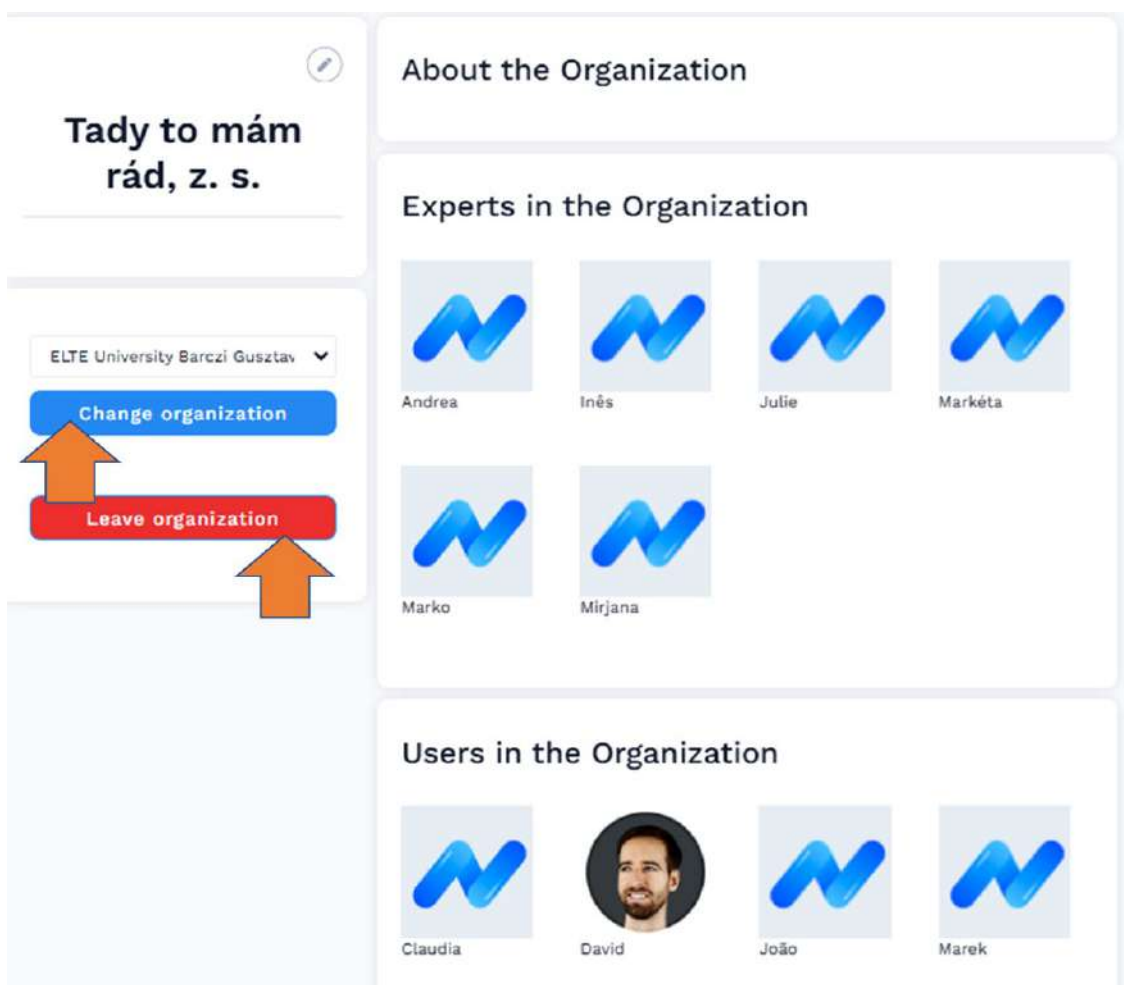 Tady to mám
rád, z. s.
ELTE University Barczi Gusztav
Change organization
Leave organization
About the Organization
Experts in the Organization
Andrea
Inês
Julie
Markéta
Marko
Mirjana
Users in the Organization
Claudia
David
João
Marek